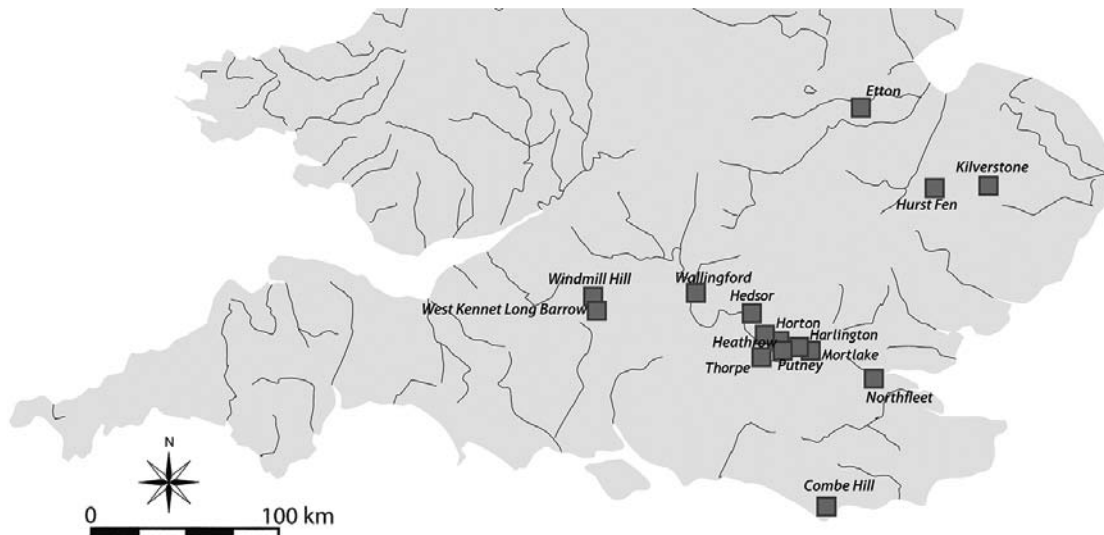 Etton
Kilverstone
Hurst Fen
Windmill Hill
Wallingford
West Kennet Long Barrow
Hedsor
Horton
Heathrow
Harlington
Mortlake
Thorpe
Putney
Northfleet
N
Combe Hill
0 100 km